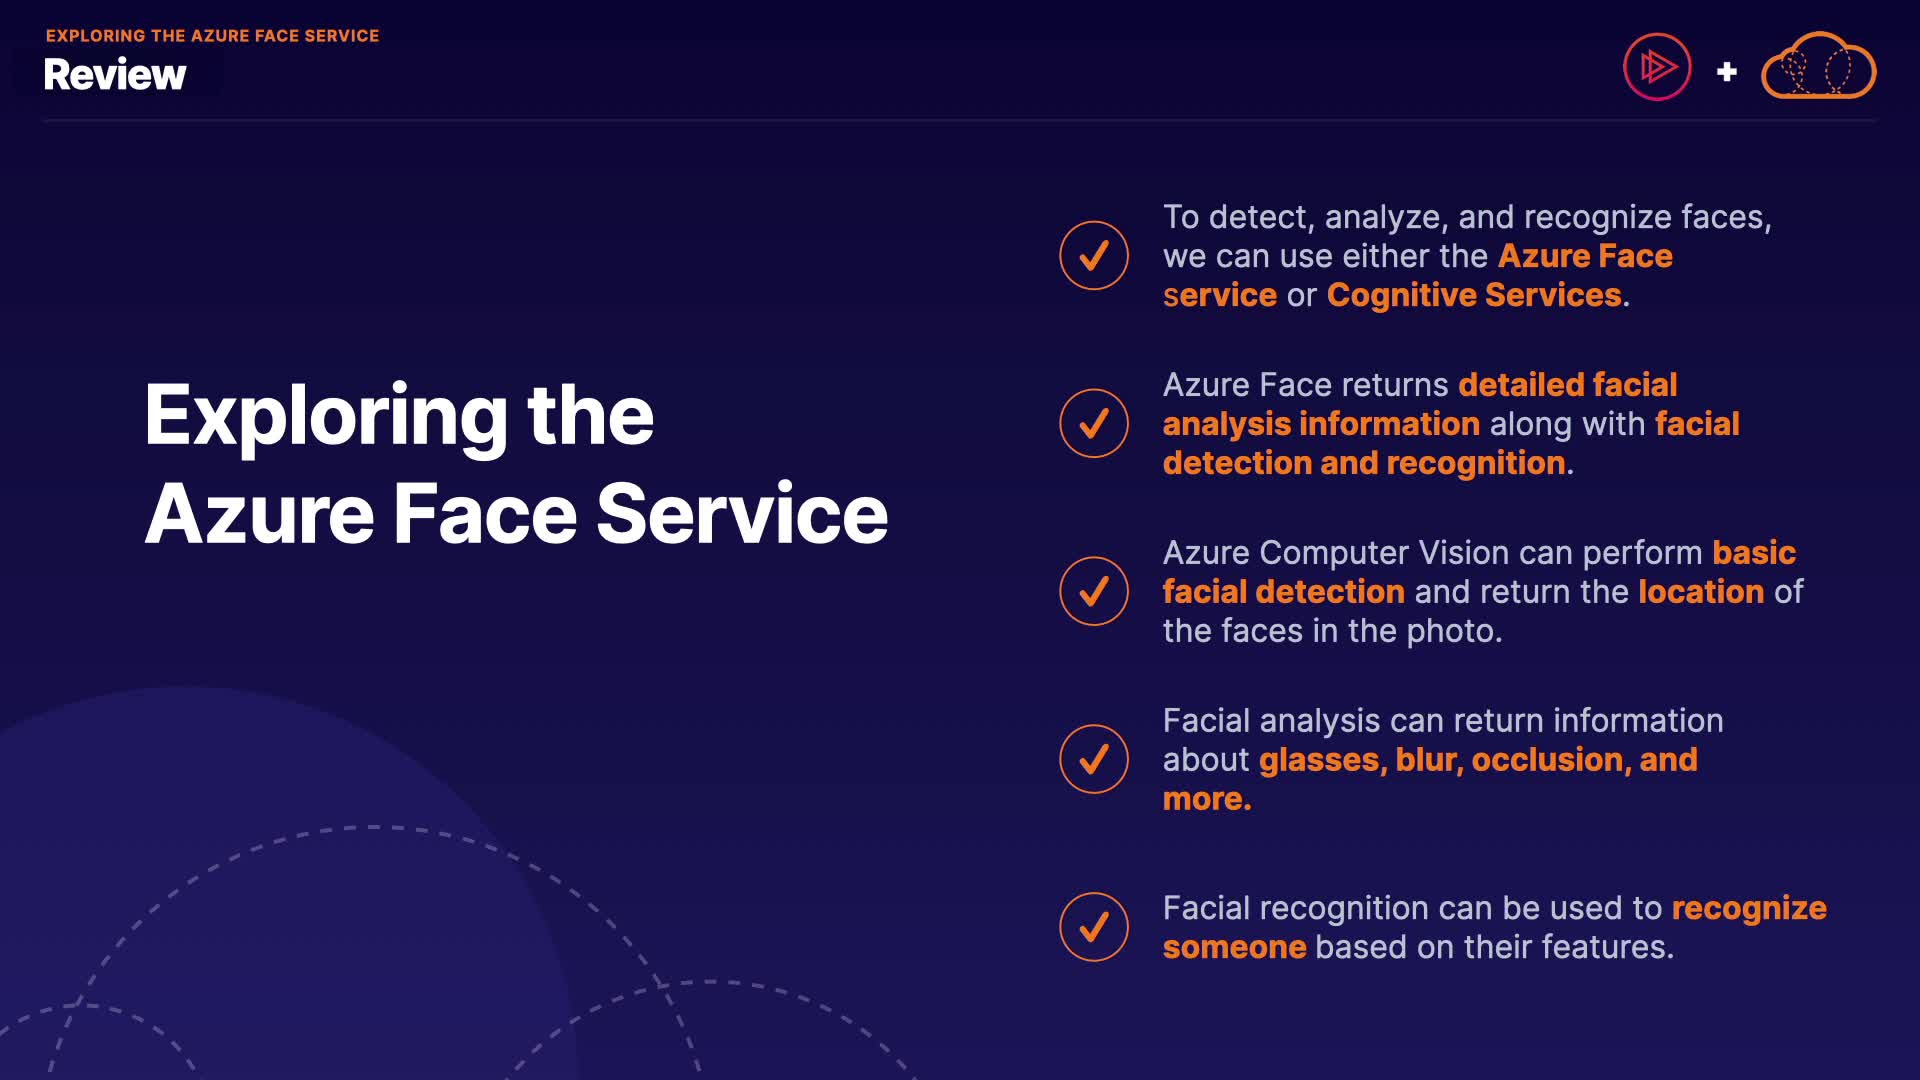 EXPLORING THE AZURE FACE SERVICE
Review
Exploring the
Azure Face Service
To detect, analyze, and recognize faces,
we can use either the Azure Face
service or Cognitive Services.
Azure Face returns detailed facial
analysis information along with facial
detection and recognition.
Azure Computer Vision can perform basic
facial detection and return the location of
the faces in the photo.
Facial analysis can return information
about glasses, blur, occlusion, and
more.
Facial recognition can be used to recognize
someone based on their features.